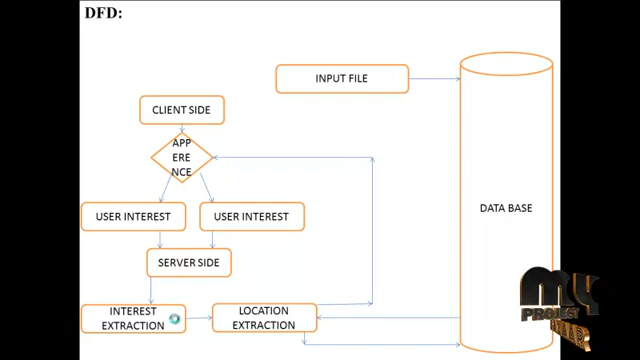 DFD:
INPUT FILE
CLIENT SIDE
APP
ERE
NCE
USER INTEREST
USER INTEREST
DATA BASE
SERVER SIDE
INTEREST
EXTRACTION
LOCATION
EXTRACTION
my
PROJECT